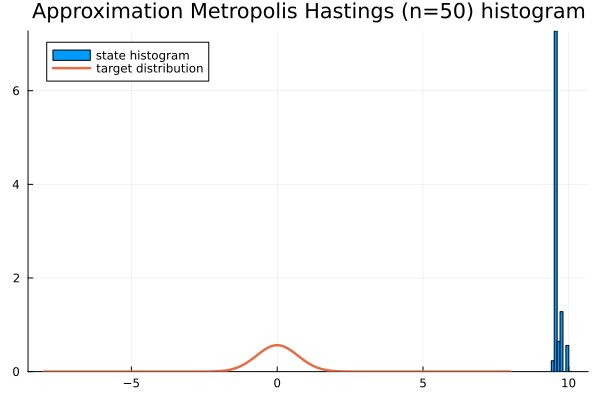 Approximation Metropolis Hastings (n=50) histogram
state histogram
target distribution
6
4
2
0
−5 0 5 10